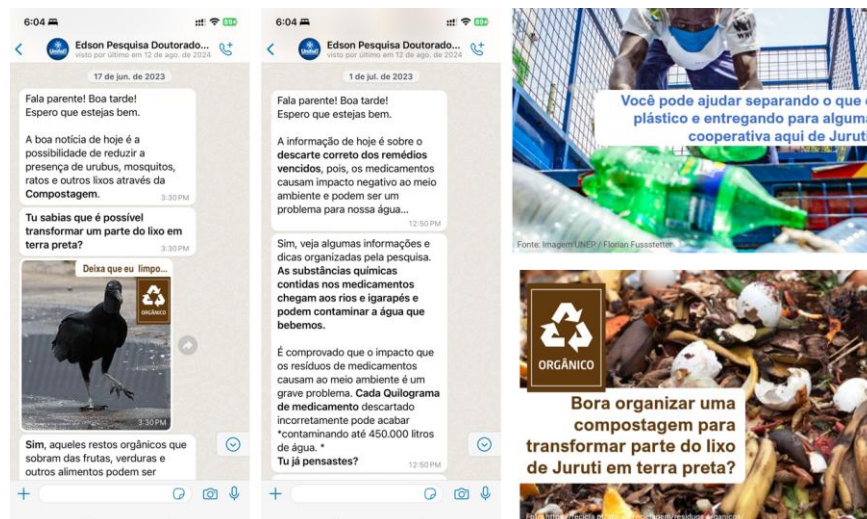 6:04
Edson Pesquisa Doutorado...
visto por último em 12 de ago. de 2024
17 de jun. de 2023
Fala parente! Boa tarde!
Espero que estejas bem.
A boa notícia de hoje é a
possibilidade de reduzir a
presença de urubus, mosquitos,
ratos e outros lixos através da
Compostagem.
3:30 PM
Tu sabias que é possível
transformar um parte do lixo em
terra preta?
3:30 PM
Deixa que eu limpo...
ORGÂNICO
3:30 PM
Sim, aqueles restos orgânicos que
sobram das frutas, verduras e
outros alimentos podem ser
6:04
Edson Pesquisa Doutorado...
visto por último em 12 de ago. de 2024
1 de jul. de 2023
Fala parente! Boa tarde!
Espero que estejas bem.
A informação de hoje é sobre o
descarte correto dos remédios
vencidos, pois, os medicamentos
causam impacto negativo ao meio
ambiente e podem ser um
problema para nossa água...
12:50 PM
Sim, veja algumas informações e
dicas organizadas pela pesquisa.
As substâncias químicas
contidas nos medicamentos
chegam aos rios e igarapés e
podem contaminar a água que
bebemos.
É comprovado que o impacto que
os resíduos de medicamentos
causam ao meio ambiente é um
grave problema. Cada Quilograma
de medicamento descartado
incorretamente pode acabar
*contaminando até 450.000 litros
de água. *
Tu já pensastes?
12:50 PM
Você pode ajudar separando o que é
plástico e entregando para alguma
cooperativa aqui de Juruti
Fonte: Imagem UNEP / Florian Fussstetter
ORGÂNICO
Bora organizar uma
compostagem para
transformar parte do lixo
de Juruti em terra preta?